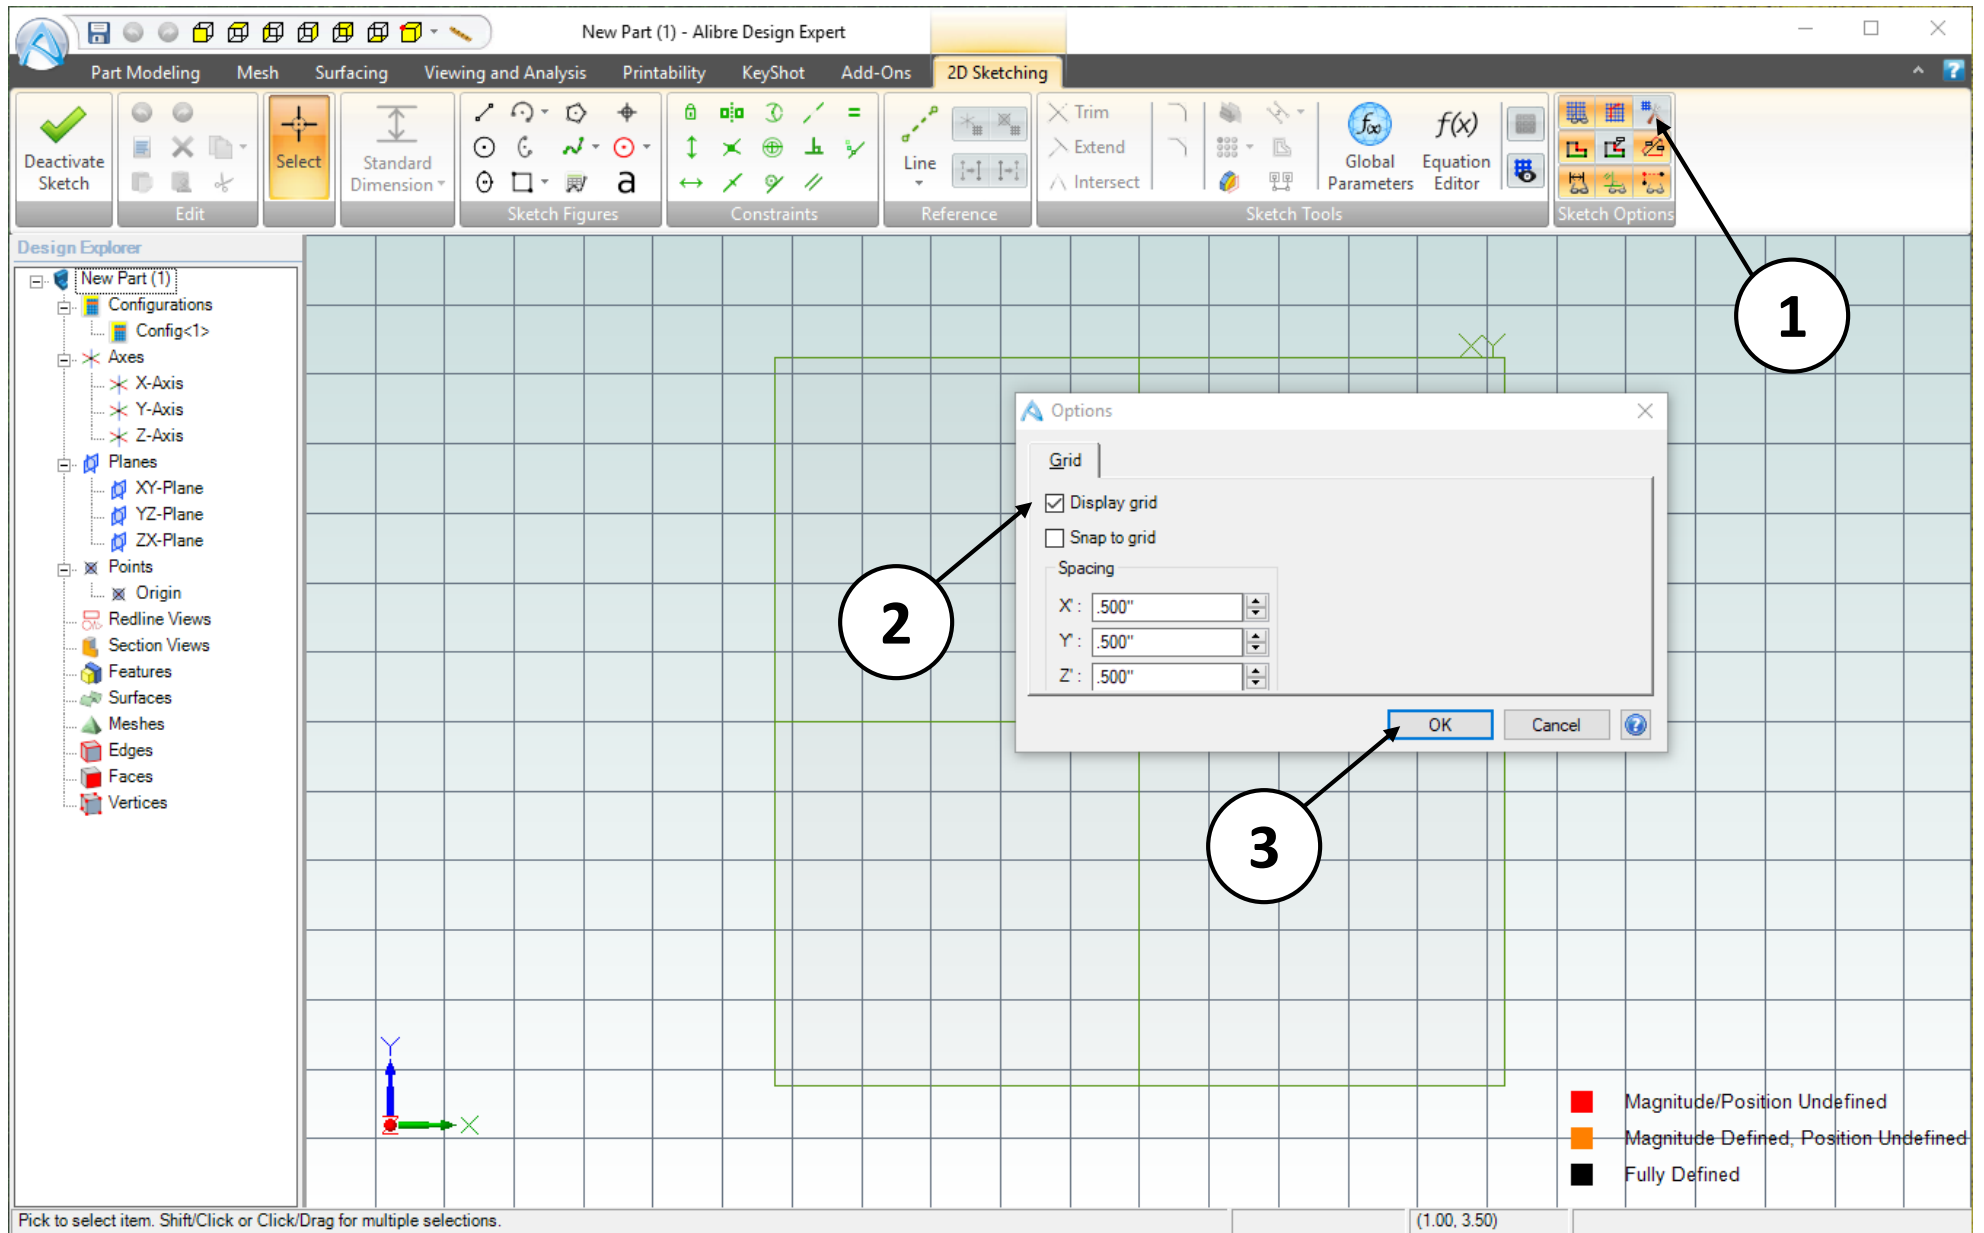 New Part (1) - Alibre Design Expert
Part Modeling Mesh Surfacing Viewing and Analysis Printability KeyShot Add-Ons 2D Sketching
Deactivate
Sketch
Edit
Select
Standard
Dimension
a
Sketch Figures
Constraints
Line
Reference
Trim
Extend
Intersect
f∞
Global
Parameters
f(x)
Equation
Editor
Sketch Tools
Sketch Options
Design Explorer
New Part (1)
Configurations
Config<1>
Axes
X-Axis
Y-Axis
Z-Axis
Planes
XY-Plane
YZ-Plane
ZX-Plane
Points
Origin
Redline Views
Section Views
Features
Surfaces
Meshes
Edges
Faces
Vertices
1
XY
Options
Grid
Display grid
Snap to grid
Spacing
X' : .500"
Y' : .500"
Z' : .500"
OK Cancel
2
3
Y
Z
X
Magnitude/Position Undefined
Magnitude Defined, Position Undefined
Fully Defined
Pick to select item. Shift/Click or Click/Drag for multiple selections.
(1.00, 3.50)